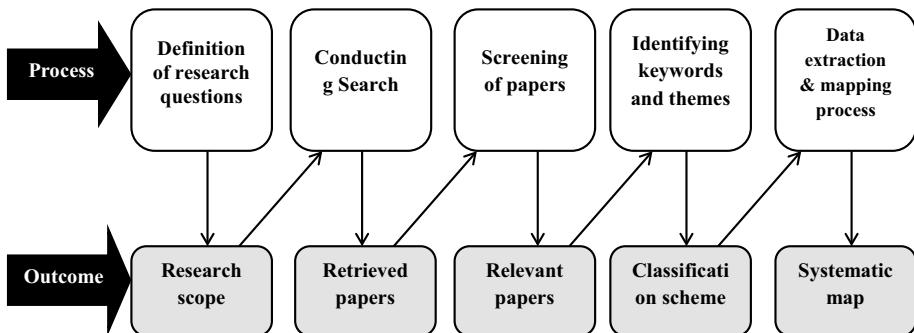 Process
Definition
of research
questions
Conductin
g Search
Screening
of papers
Identifying
keywords
and themes
Data
extraction
& mapping
process
Outcome
Research
scope
Retrieved
papers
Relevant
papers
Classificati
on scheme
Systematic
map